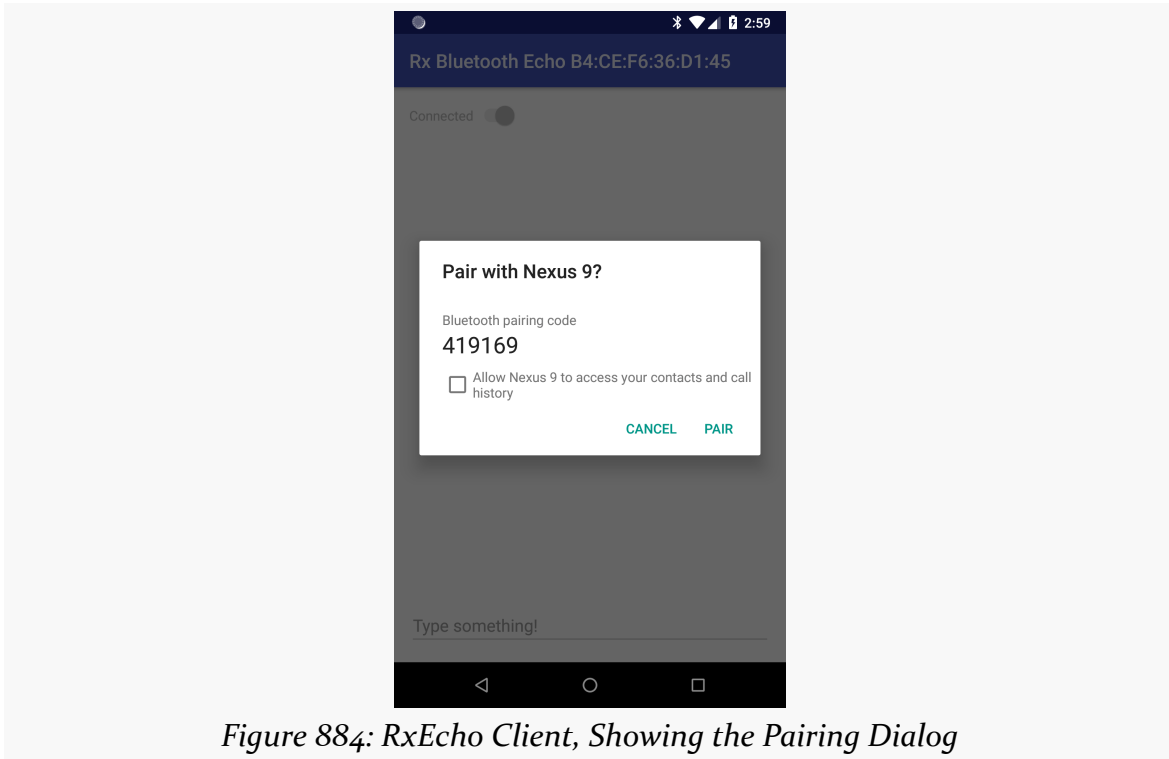 2:59
Rx Bluetooth Echo B4:CE:F6:36:D1:45
Connected
Pair with Nexus 9?
Bluetooth pairing code
419169
Allow Nexus 9 to access your contacts and call
history
CANCEL PAIR
Type something!
Figure 884: RxEcho Client, Showing the Pairing Dialog